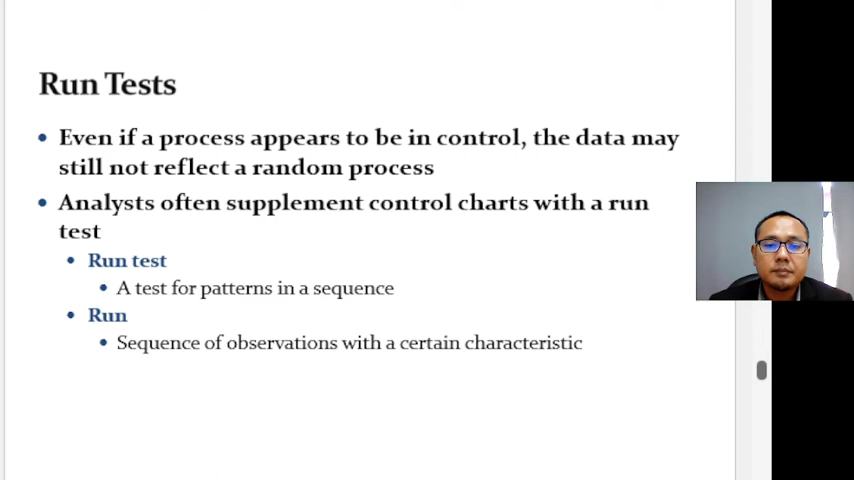 Run Tests
• Even if a process appears to be in control, the data may
still not reflect a random process
• Analysts often supplement control charts with a run
test
• Run test
• A test for patterns in a sequence
• Run
• Sequence of observations with a certain characteristic